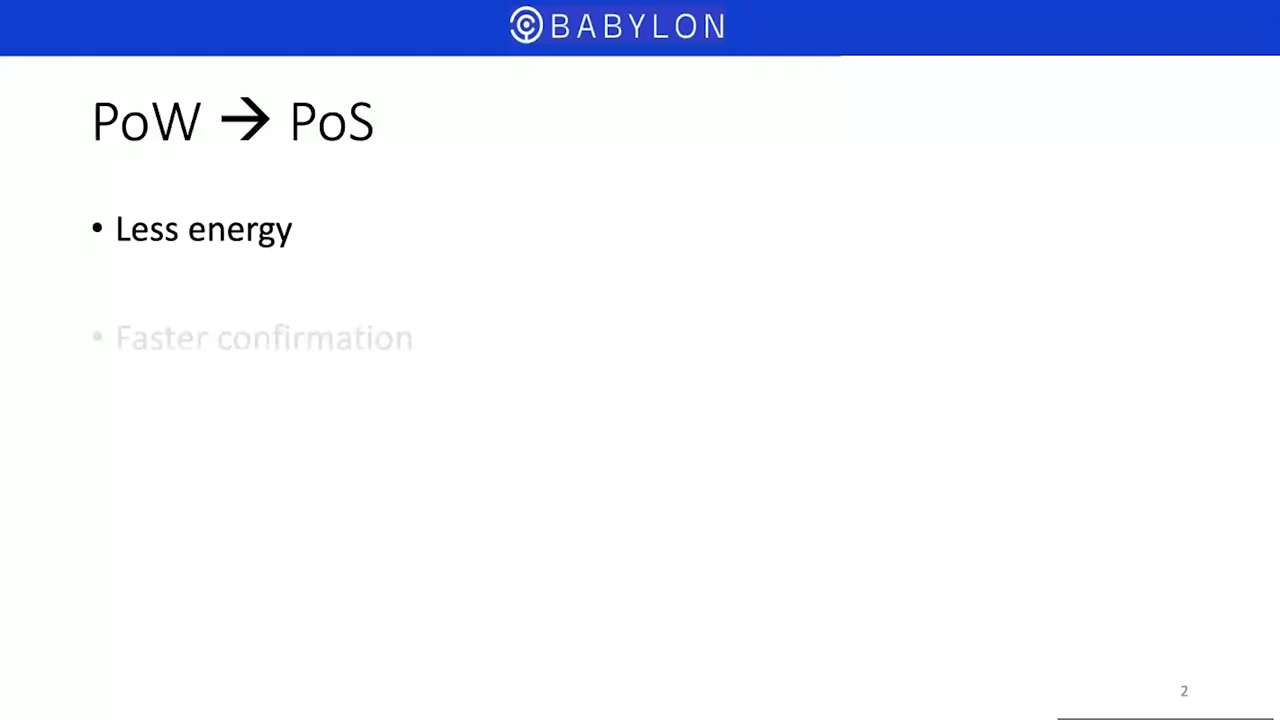 BABYLON
PoW → PoS
• Less energy
• Faster confirmation
2